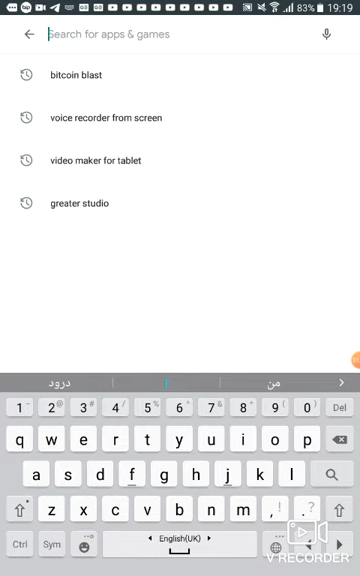 83% 19:19
Search for apps & games
bitcoin blast
voice recorder from screen
video maker for tablet
greater studio
درود من
1 2 3 4 5 6 7 8 9 0 Del
q w e r t y u i o p
a s d f g h j k l
z x c v b n m , ! . ?
Ctrl Sym English(UK)
V RECORDER